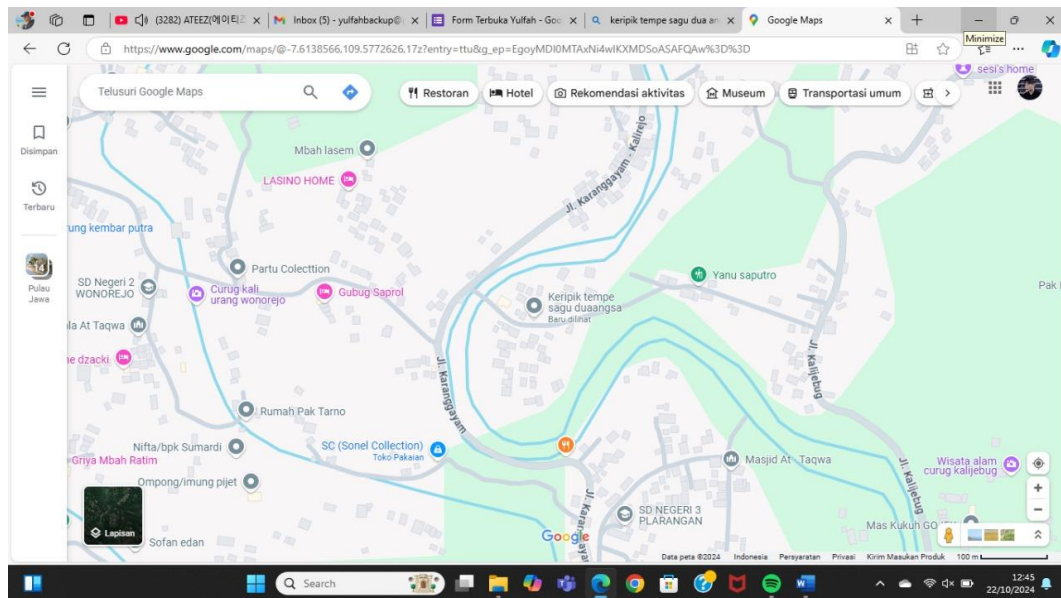 (3282) ATEEZ(에이티즈
Inbox (5) - yulfahbackup@
Form Terbuka Yulfah - Goo
keripik tempe sagu dua an
Google Maps
Minimize
https://www.google.com/maps/@-7.6138566,109.5772626,17z?entry=ttu&g_ep=EgoyMDI0MTAxNi4wIKXMDSoASAFQAw%3D%3D
sesi's home
Telusuri Google Maps
Restoran
Hotel
Rekomendasi aktivitas
Museum
Transportasi umum
Disimpan
Terbaru
14
Pulau
Jawa
Mbah lasem
LASINO HOME
Jl. Karanggayam - Kalirejo
rung kembar putra
Partu Colecttion
SD Negeri 2
WONOREJO
Curug kali
urang wonorejo
Gubug Saprol
Keripik tempe
sagu duaangsa
Baru dilihat
Yanu saputro
Pak
la At Taqwa
ne dzacki
Jl. Karanggayam
Jl. Kalijebug
Rumah Pak Tarno
Nifta/bpk Sumardi
Griya Mbah Ratim
SC (Sonel Collection)
Toko Pakaian
Masjid At - Taqwa
Jl. Kalijebug
Wisata alam
curug kalijebug
Ompong/imung pijet
Jl. Karanggaya
SD NEGERI 3
PLARANGAN
Mas Kukuh
Lapisan
Sofan edan
Google
Data peta ©2024
Indonesia
Persyaratan
Privasi
Kirim Masukan Produk
100 m
Search
12:45
22/10/2024